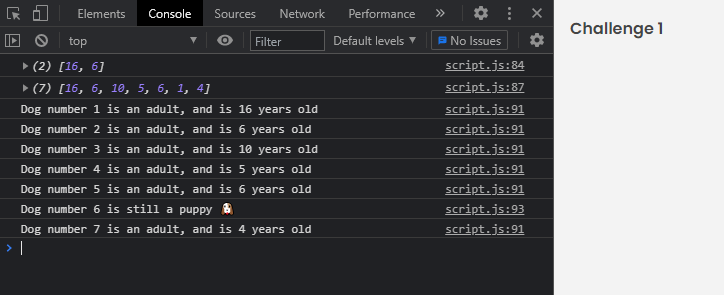 Elements Console Sources Network Performance »
top Filter Default levels No Issues
(2) [16, 6] script.js:84
(7) [16, 6, 10, 5, 6, 1, 4] script.js:87
Dog number 1 is an adult, and is 16 years old script.js:91
Dog number 2 is an adult, and is 6 years old script.js:91
Dog number 3 is an adult, and is 10 years old script.js:91
Dog number 4 is an adult, and is 5 years old script.js:91
Dog number 5 is an adult, and is 6 years old script.js:91
Dog number 6 is still a puppy 🐶 script.js:93
Dog number 7 is an adult, and is 4 years old script.js:91
>
Challenge 1